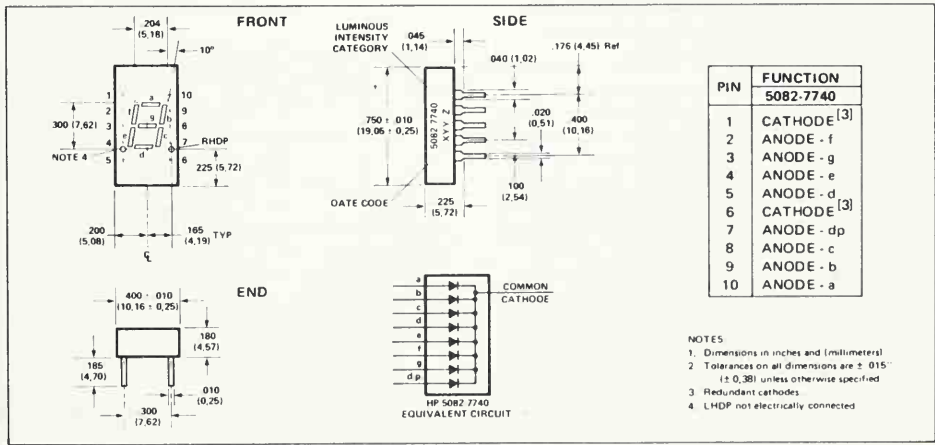 FRONT
.204
(5,18)
10°
1
2
3
4
5
10
9
8
7
6
a
f
b
g
e
c
d
300 (7,62)
NOTE 4
RHDP
225 (5,72)
.200
(5,08)
165
(4,19) TYP
℄
SIDE
LUMINOUS
INTENSITY
CATEGORY
.045
(1,14)
.040 (1,02)
.176 (4,45) Ref
.750 ± .010
(19,06 ± 0,25)
5082 7740
XYY Z
.020
(0,51)
.400
(10,16)
OATE CODE
.225
(5,72)
.100
(2,54)
PIN
FUNCTION
5082-7740
1 CATHODE[3]
2 ANODE - f
3 ANODE - g
4 ANODE - e
5 ANODE - d
6 CATHODE[3]
7 ANODE - dp
8 ANODE - c
9 ANODE - b
10 ANODE - a
END
400 ± .010
(10,16 ± 0,25)
.180
(4,57)
185
(4,70)
.010
(0,25)
.300
(7,62)
a
b
c
d
e
f
g
d.p
COMMON
CATHODE
HP 5082 7740
EQUIVALENT CIRCUIT
NOTES
1. Dimensions in inches and (millimeters)
2 Tolarances on all dimensions are ± .015"
(± 0,38) unless otherwise specified
3 Redundant cathodes
4 LHDP not electrically connected